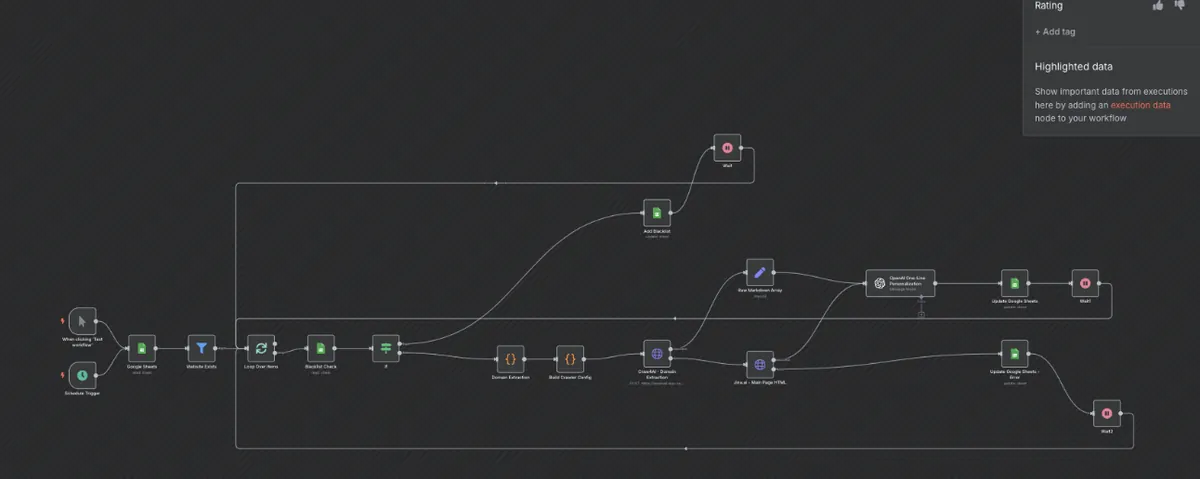 Rating
+ Add tag
Highlighted data
Show important data from executions
here by adding an execution data
node to your workflow
Wait
Add Blacklist
Raw Markdown Array
OpenAI One-Line
Personalization
Update Google Sheets
Wait1
When clicking 'Test
workflow'
Google Sheets
Website Exists
Loop Over Items
Blacklist Check
If
Domain Extraction
Build Crawler Config
Crawl4AI - Domain
Extraction
Jina.ai - Main Page HTML
Update Google Sheets -
Error
Schedule Trigger
Wait2